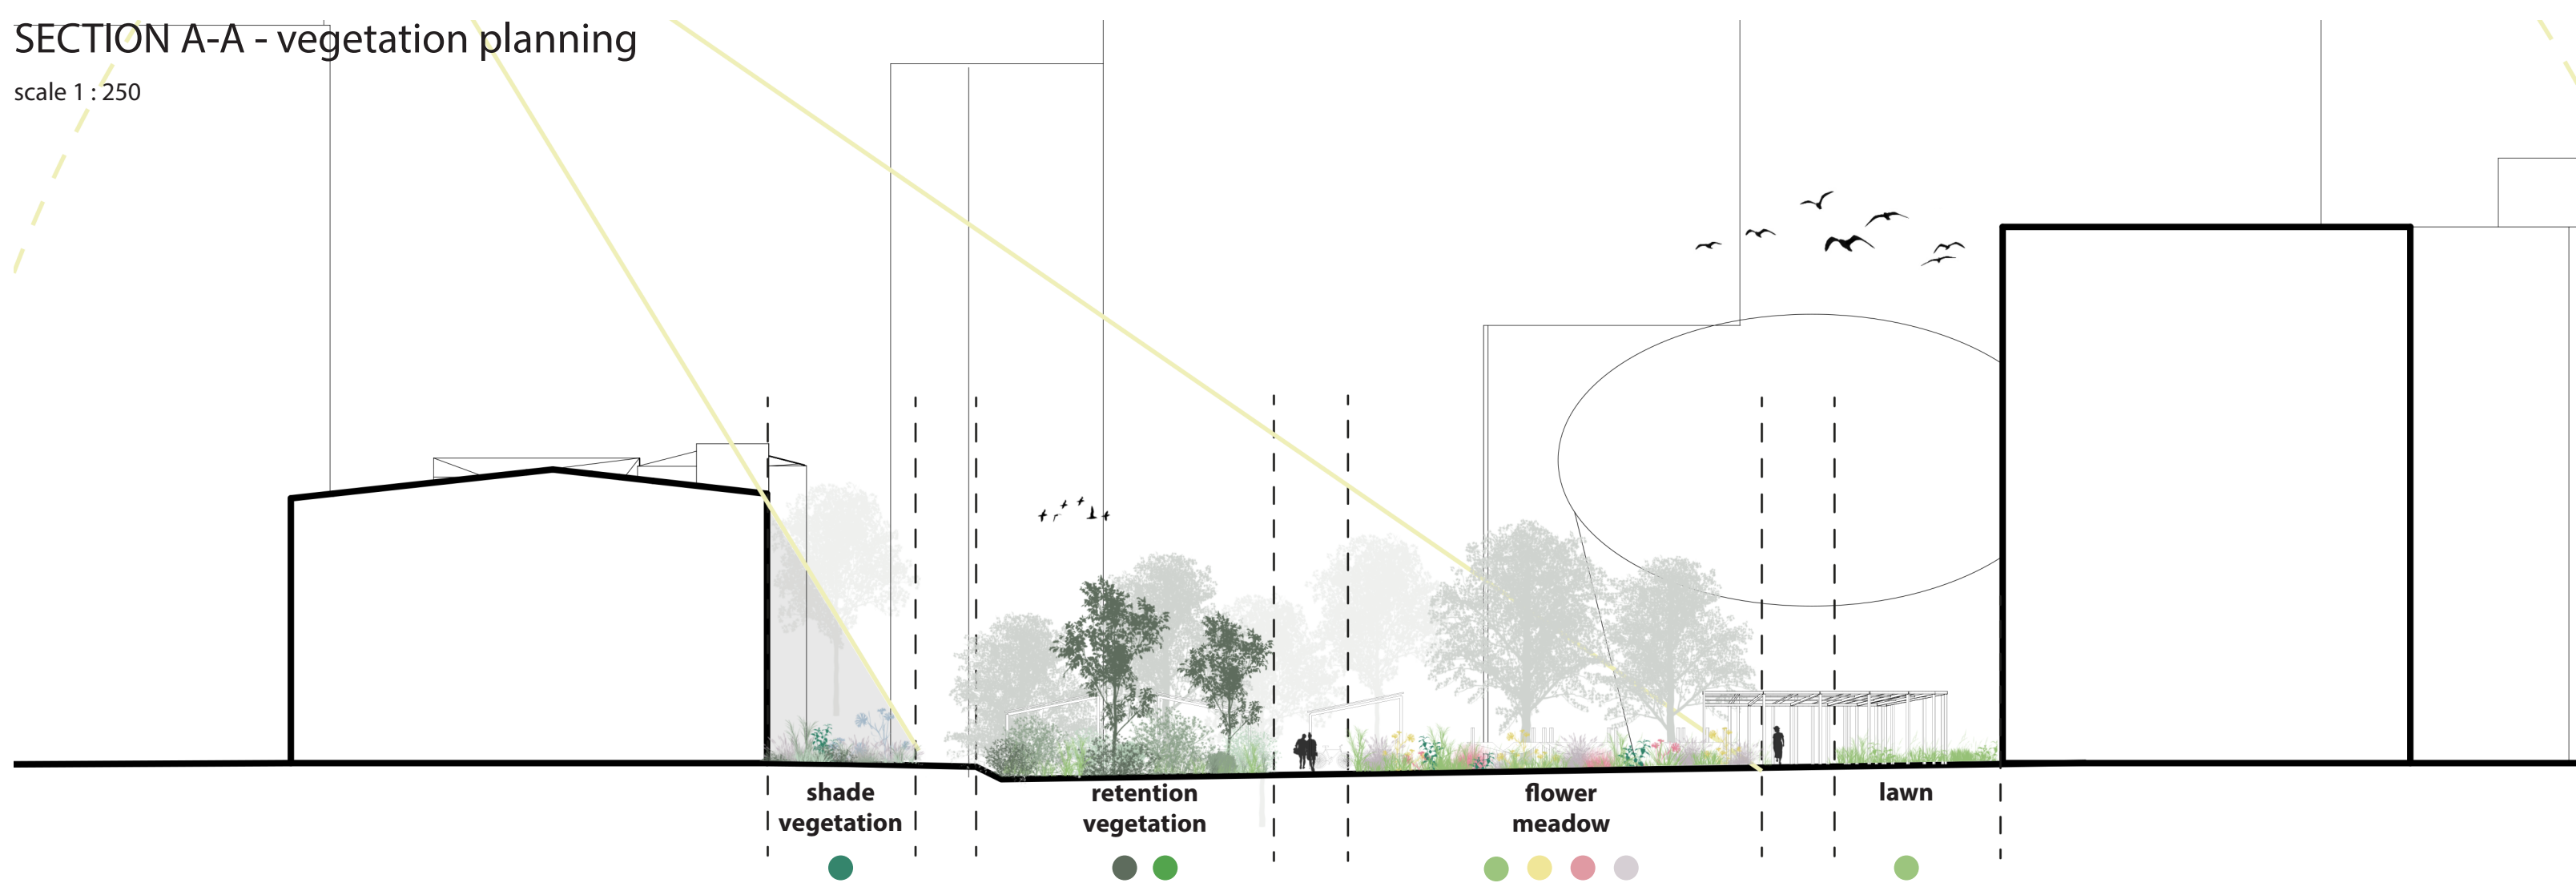 SECTION A-A - vegetation planning
scale 1 : 250
shade
vegetation
retention
vegetation
flower
meadow
lawn